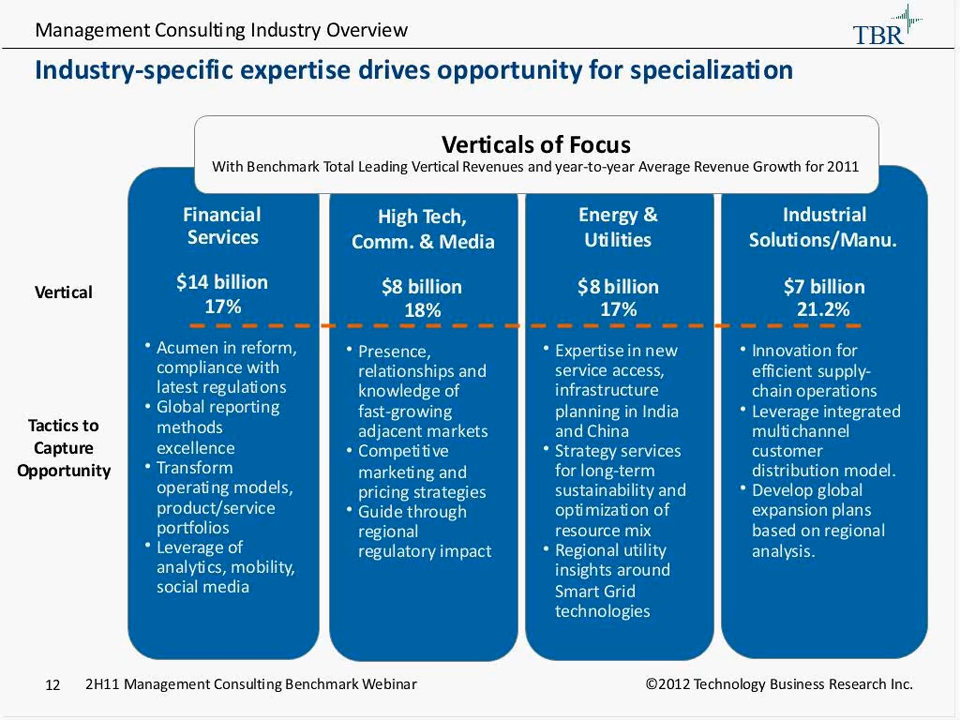 Management Consulting Industry Overview
TBR
Industry-specific expertise drives opportunity for specialization
Verticals of Focus
With Benchmark Total Leading Vertical Revenues and year-to-year Average Revenue Growth for 2011
Vertical
Tactics to
Capture
Opportunity
Financial
Services
$14 billion
17%
• Acumen in reform,
compliance with
latest regulations
• Global reporting
methods
excellence
• Transform
operating models,
product/service
portfolios
• Leverage of
analytics, mobility,
social media
High Tech,
Comm. & Media
$8 billion
18%
• Presence,
relationships and
knowledge of
fast-growing
adjacent markets
• Competitive
marketing and
pricing strategies
• Guide through
regional
regulatory impact
Energy &
Utilities
$8 billion
17%
• Expertise in new
service access,
infrastructure
planning in India
and China
• Strategy services
for long-term
sustainability and
optimization of
resource mix
• Regional utility
insights around
Smart Grid
technologies
Industrial
Solutions/Manu.
$7 billion
21.2%
• Innovation for
efficient supply-
chain operations
• Leverage integrated
multichannel
customer
distribution model.
• Develop global
expansion plans
based on regional
analysis.
12 2H11 Management Consulting Benchmark Webinar
©2012 Technology Business Research Inc.